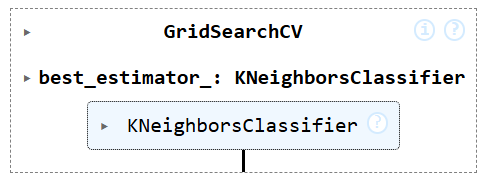 ▸ GridSearchCV i ?
▸ best_estimator_: KNeighborsClassifier
▸ KNeighborsClassifier ?